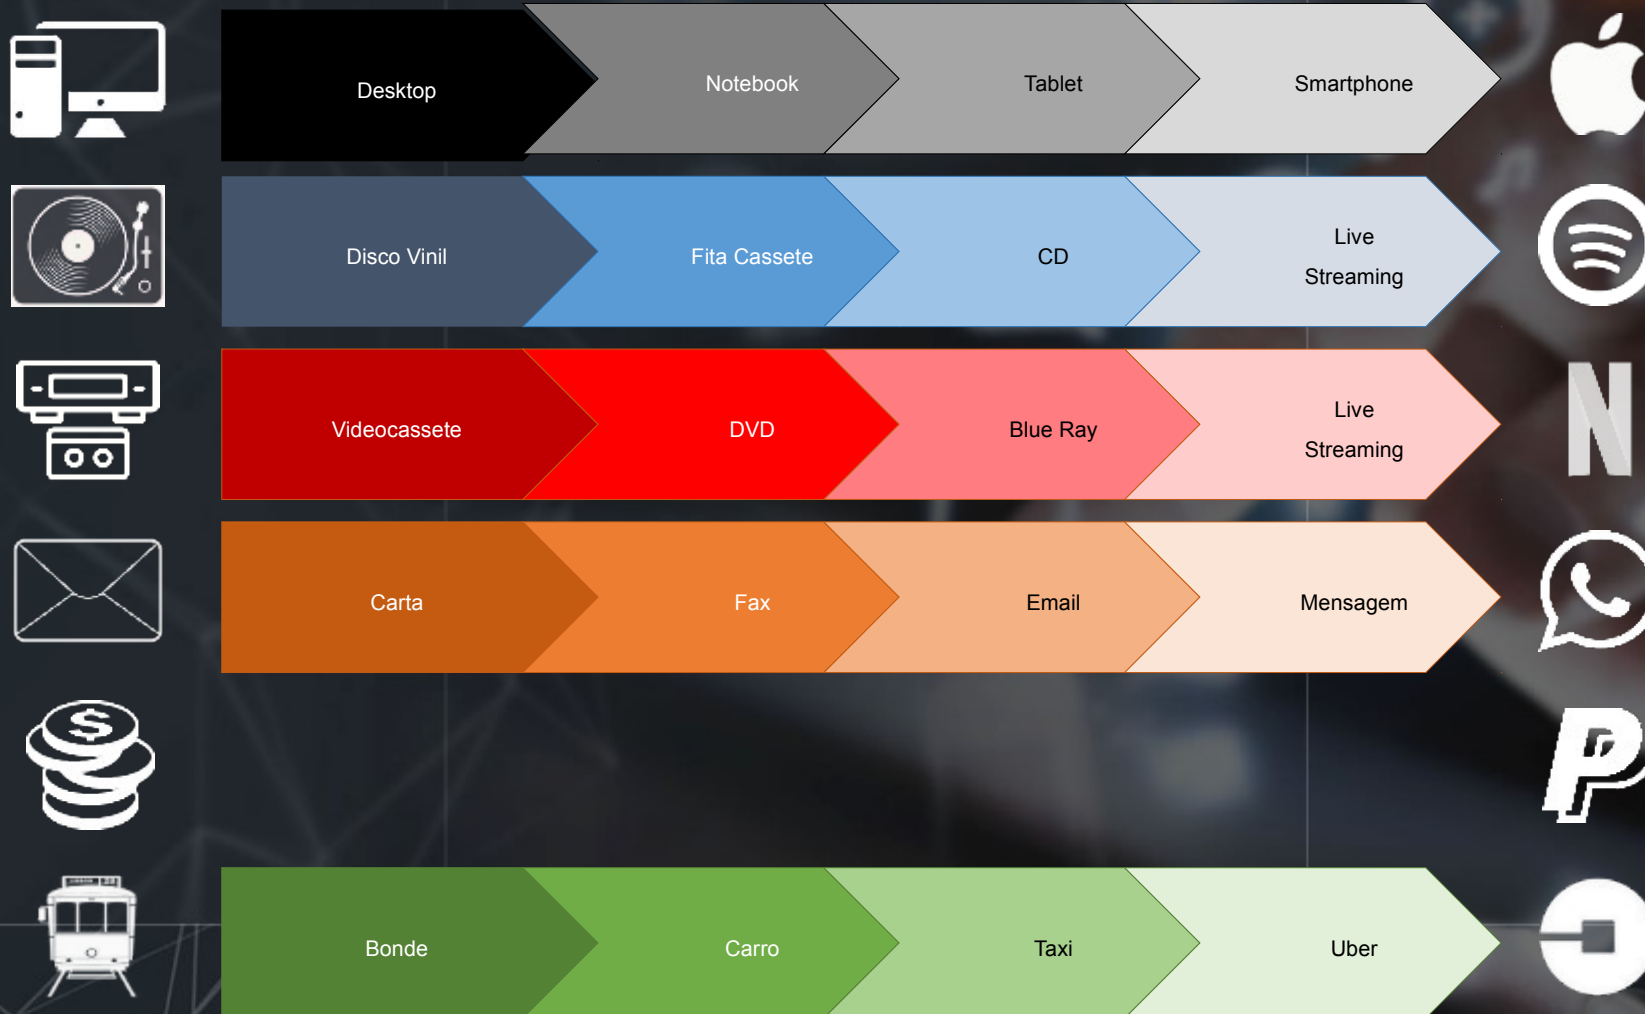 Desktop
Notebook
Tablet
Smartphone
Disco Vinil
Fita Cassete
CD
Live
Streaming
Videocassete
DVD
Blue Ray
Live
Streaming
Carta
Fax
Email
Mensagem
$
Bonde
Carro
Taxi
Uber